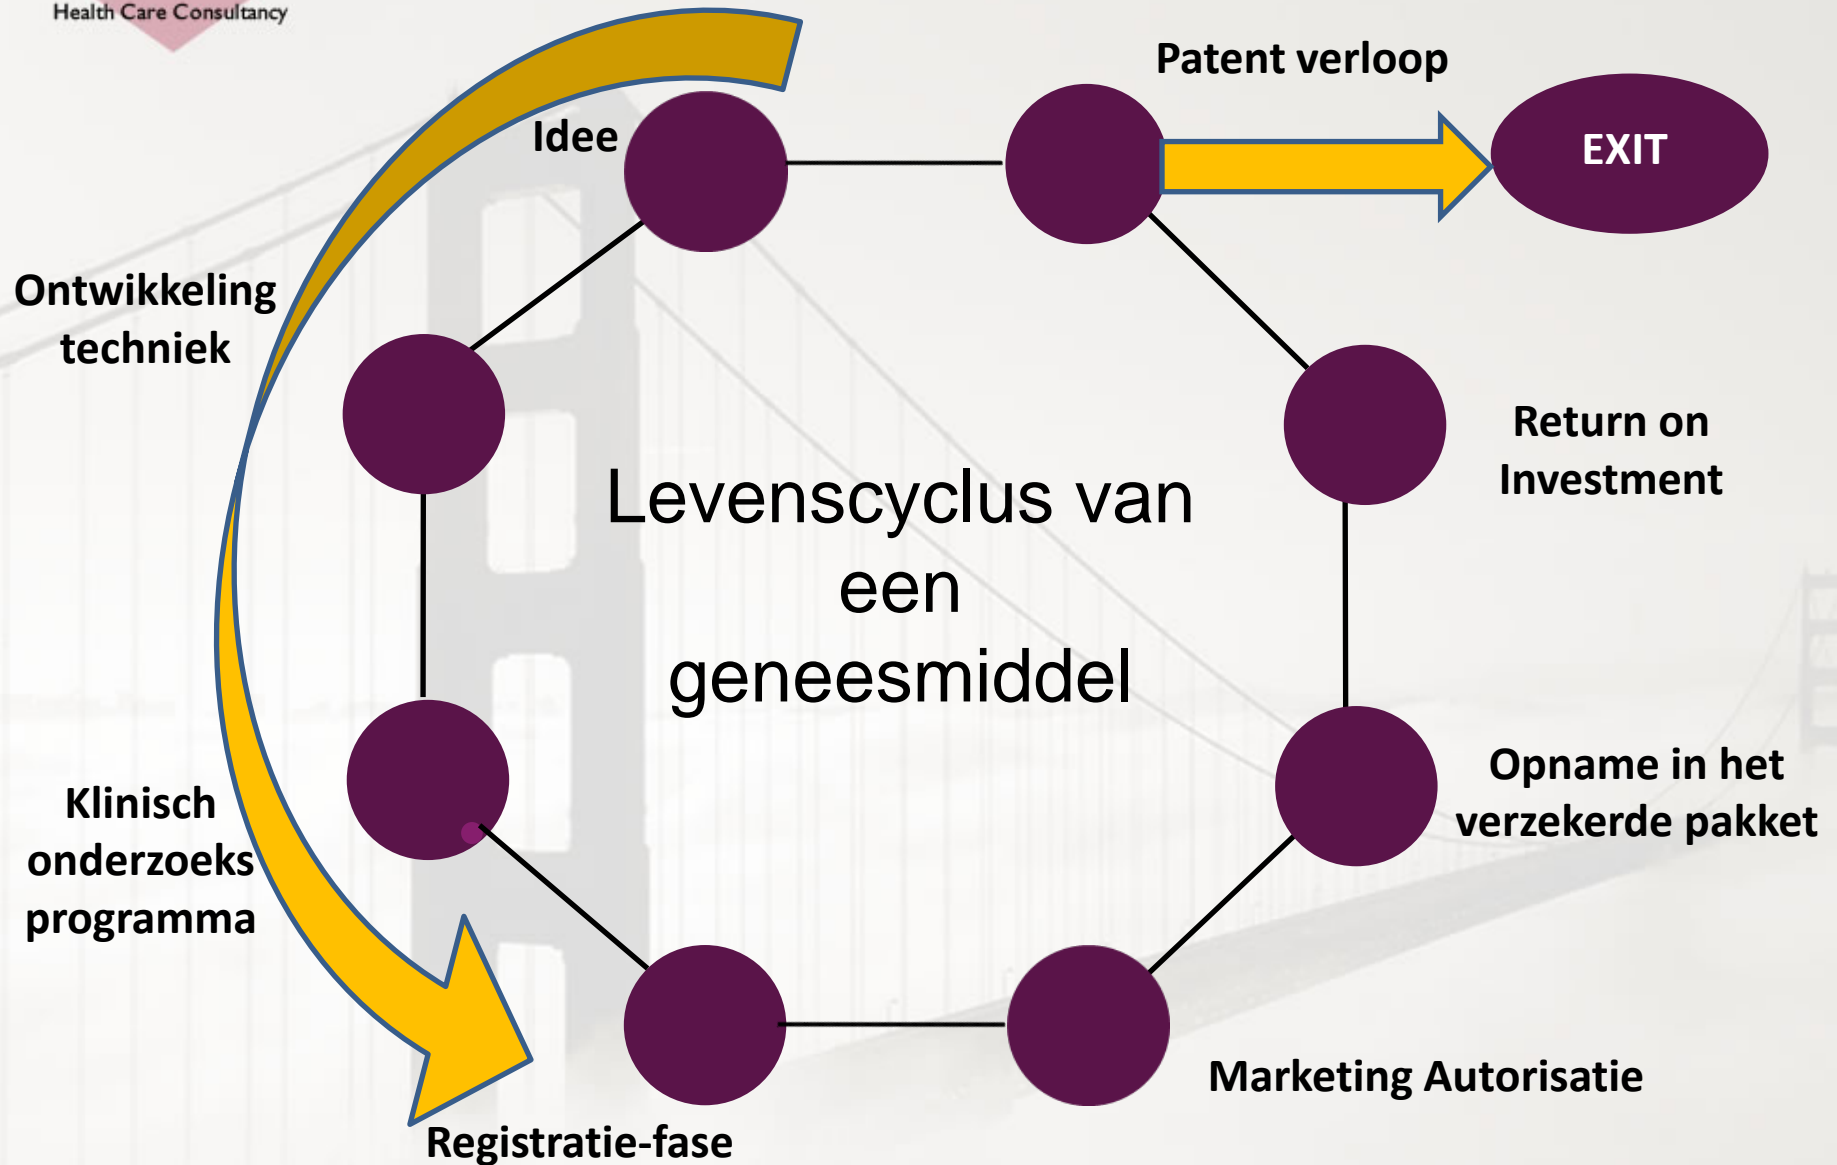 Health Care Consultancy
Patent verloop
EXIT
Idee
Ontwikkeling
techniek
Return on
Investment
Levenscyclus van
een
geneesmiddel
Opname in het
verzekerde pakket
Klinisch
onderzoeks
programma
Marketing Autorisatie
Registratie-fase